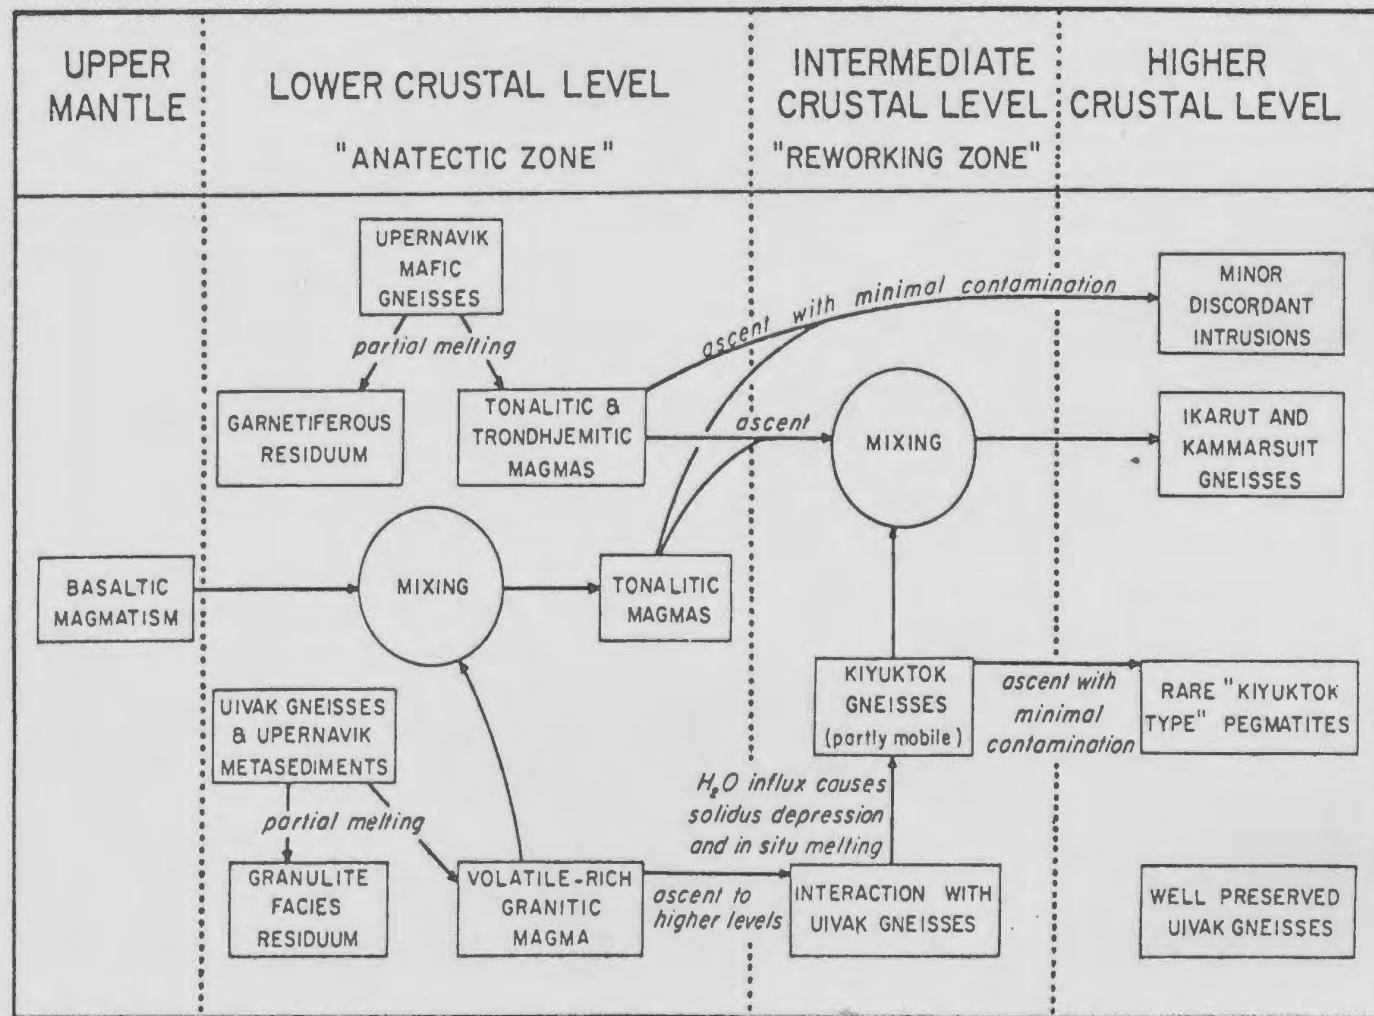 UPPER
MANTLE
LOWER CRUSTAL LEVEL
"ANATECTIC ZONE"
INTERMEDIATE
CRUSTAL LEVEL
"REWORKING ZONE"
HIGHER
CRUSTAL LEVEL
UPERNAVIK
MAFIC
GNEISSES
partial melting
GARNETIFEROUS
RESIDUUM
TONALITIC &
TRONDHJEMITIC
MAGMAS
ascent with minimal contamination
MINOR
DISCORDANT
INTRUSIONS
ascent
MIXING
IKARUT AND
KAMMARSUIT
GNEISSES
BASALTIC
MAGMATISM
MIXING
TONALITIC
MAGMAS
KIYUKTOK
GNEISSES
(partly mobile)
ascent with
minimal
contamination
RARE "KIYUKTOK
TYPE" PEGMATITES
UIVAK GNEISSES
& UPERNAVIK
METASEDIMENTS
partial melting
H₂O influx causes
solidus depression
and in situ melting
GRANULITE
FACIES
RESIDUUM
VOLATILE-RICH
GRANITIC
MAGMA
ascent to
higher levels
INTERACTION WITH
UIVAK GNEISSES
WELL PRESERVED
UIVAK GNEISSES